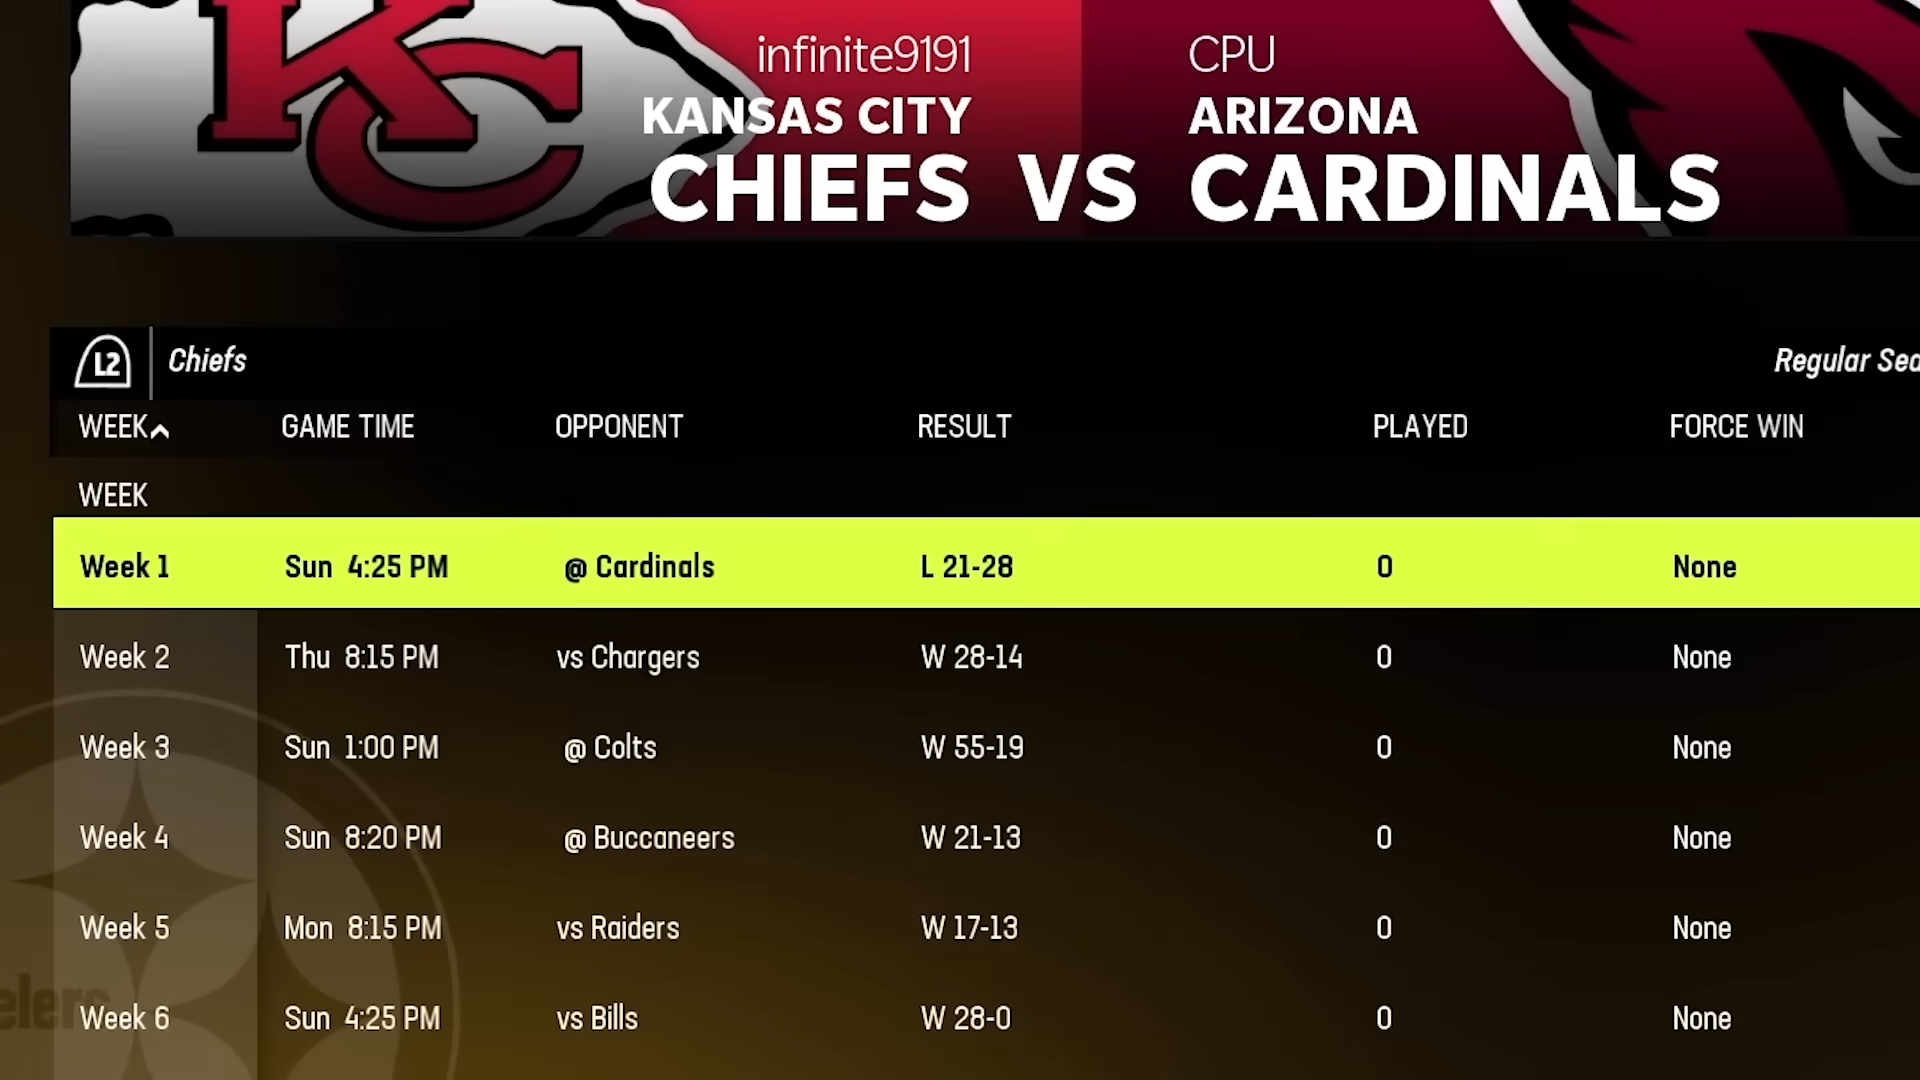 KC
infinite9191 CPU
KANSAS CITY ARIZONA
CHIEFS VS CARDINALS
L2 Chiefs Regular
WEEK GAME TIME OPPONENT RESULT PLAYED FORCE WIN
WEEK
Week 1 Sun 4:25 PM @ Cardinals L 21-28 0 None
Week 2 Thu 8:15 PM vs Chargers W 28-14 0 None
Week 3 Sun 1:00 PM @ Colts W 55-19 0 None
Week 4 Sun 8:20 PM @ Buccaneers W 21-13 0 None
Week 5 Mon 8:15 PM vs Raiders W 17-13 0 None
Week 6 Sun 4:25 PM vs Bills W 28-0 0 None